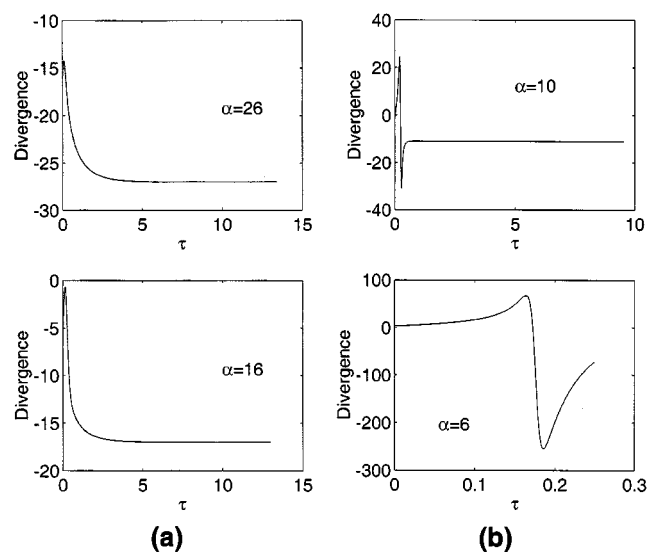 -10
-15
-20
-25
-30
Divergence
α=26
0 5 10 15
τ
40
20
0
-20
-40
Divergence
α=10
0 5 10
τ
0
-5
-10
-15
-20
Divergence
α=16
0 5 10 15
τ
100
0
-100
-200
-300
Divergence
α=6
0 0.1 0.2 0.3
τ
(a)
(b)